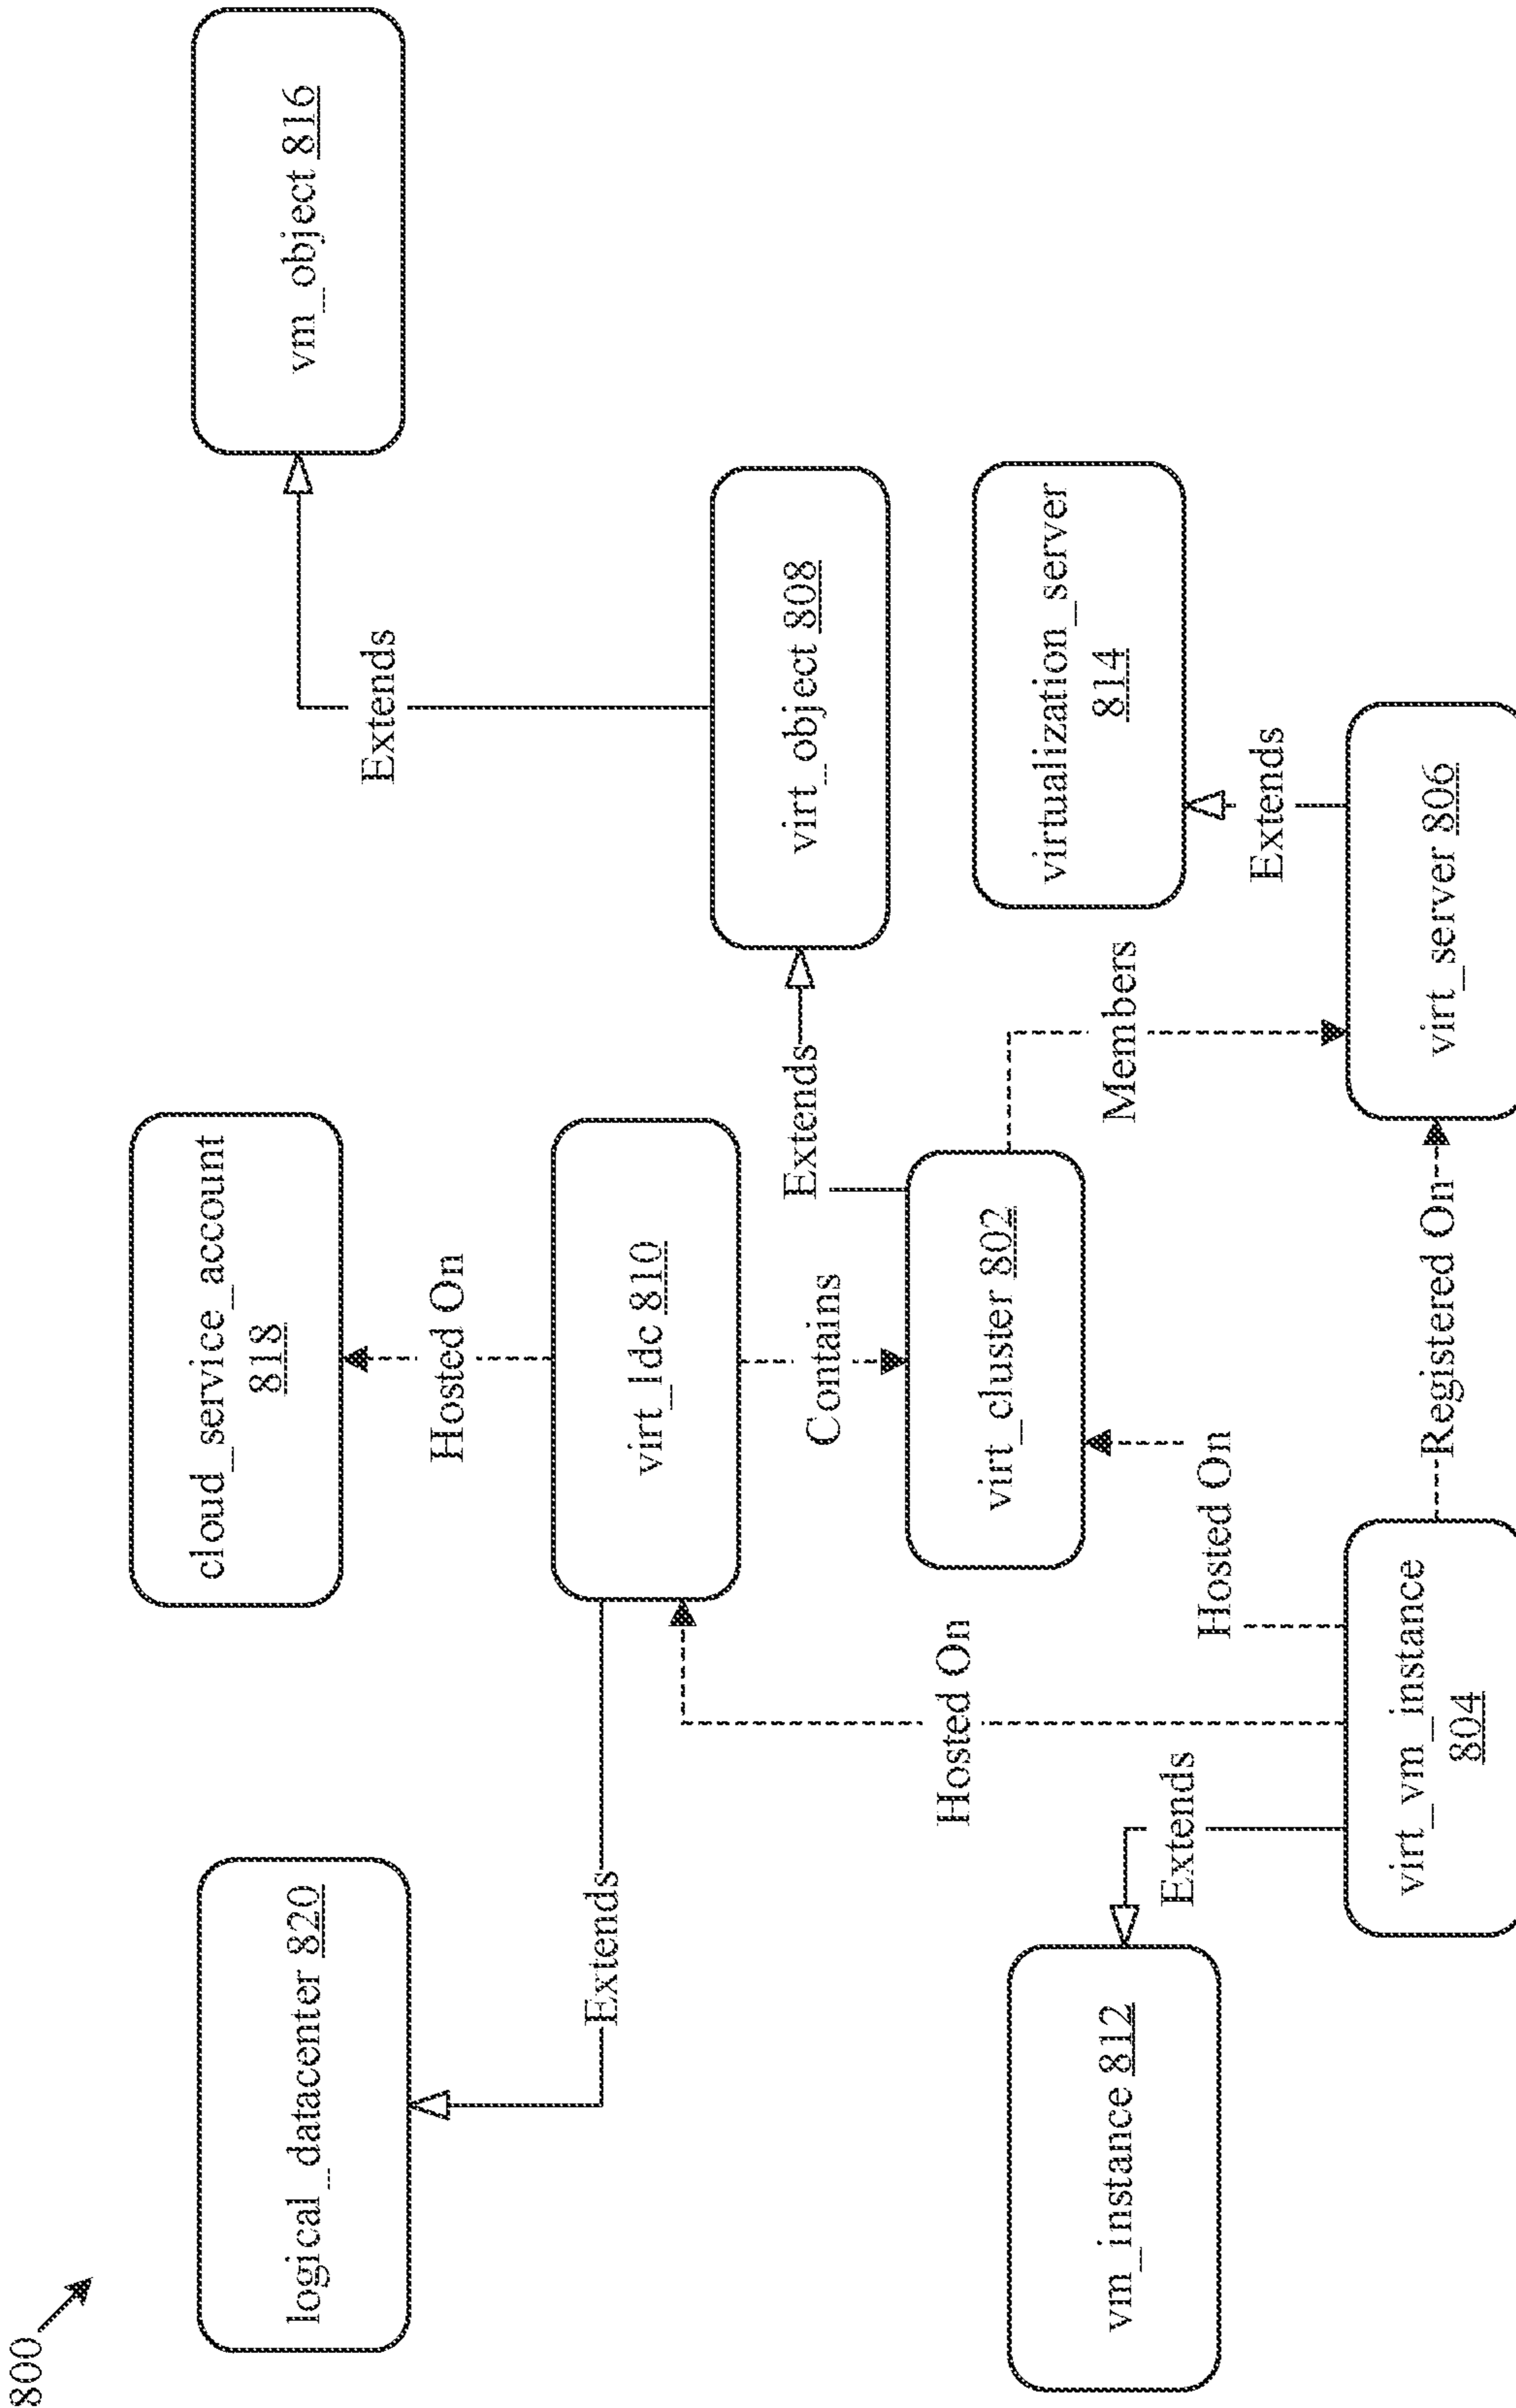 800
logical_datacenter 820
cloud_service_account
818
vm_object 816
Extends
Hosted On
Extends
virt_ldc 810
virt_object 808
Contains
Extends
Hosted On
virt_cluster 802
Members
virtualization_server
814
vm_instance 812
Extends
Hosted On
Extends
virt_vm_instance
804
Registered On
virt_server 806